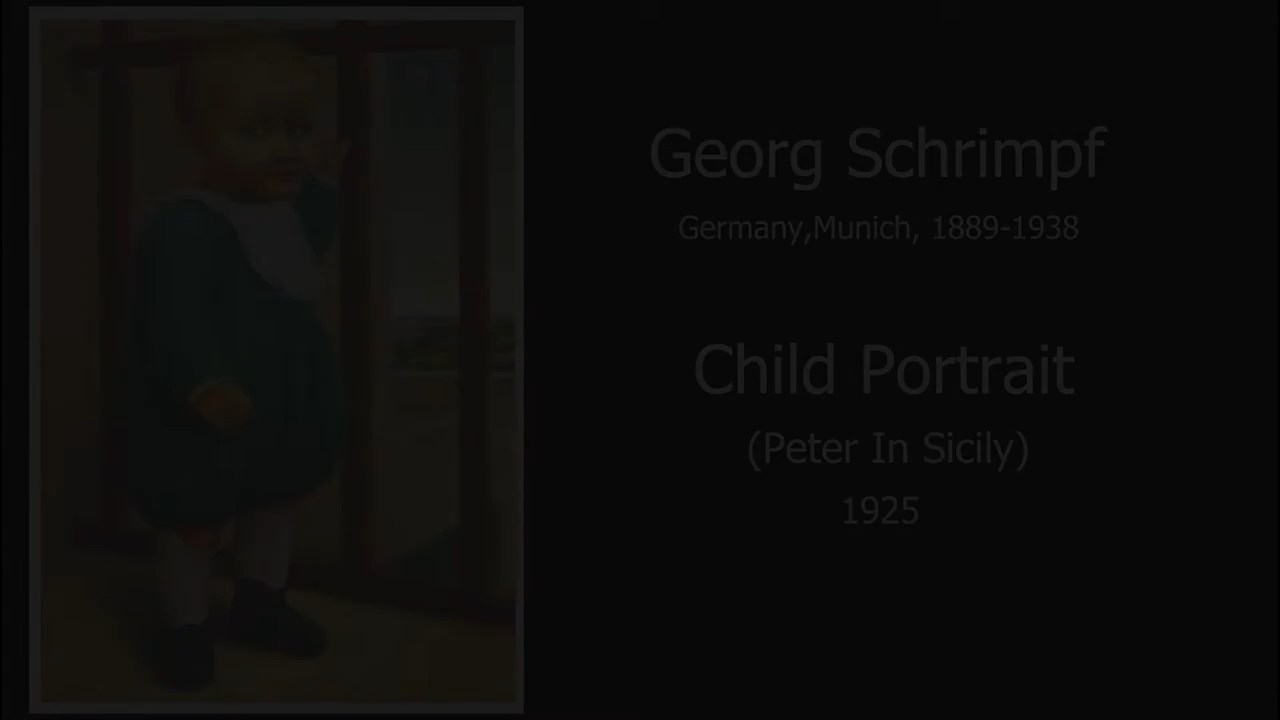 Georg Schrimpf
Germany,Munich, 1889-1938
Child Portrait
(Peter In Sicily)
1925